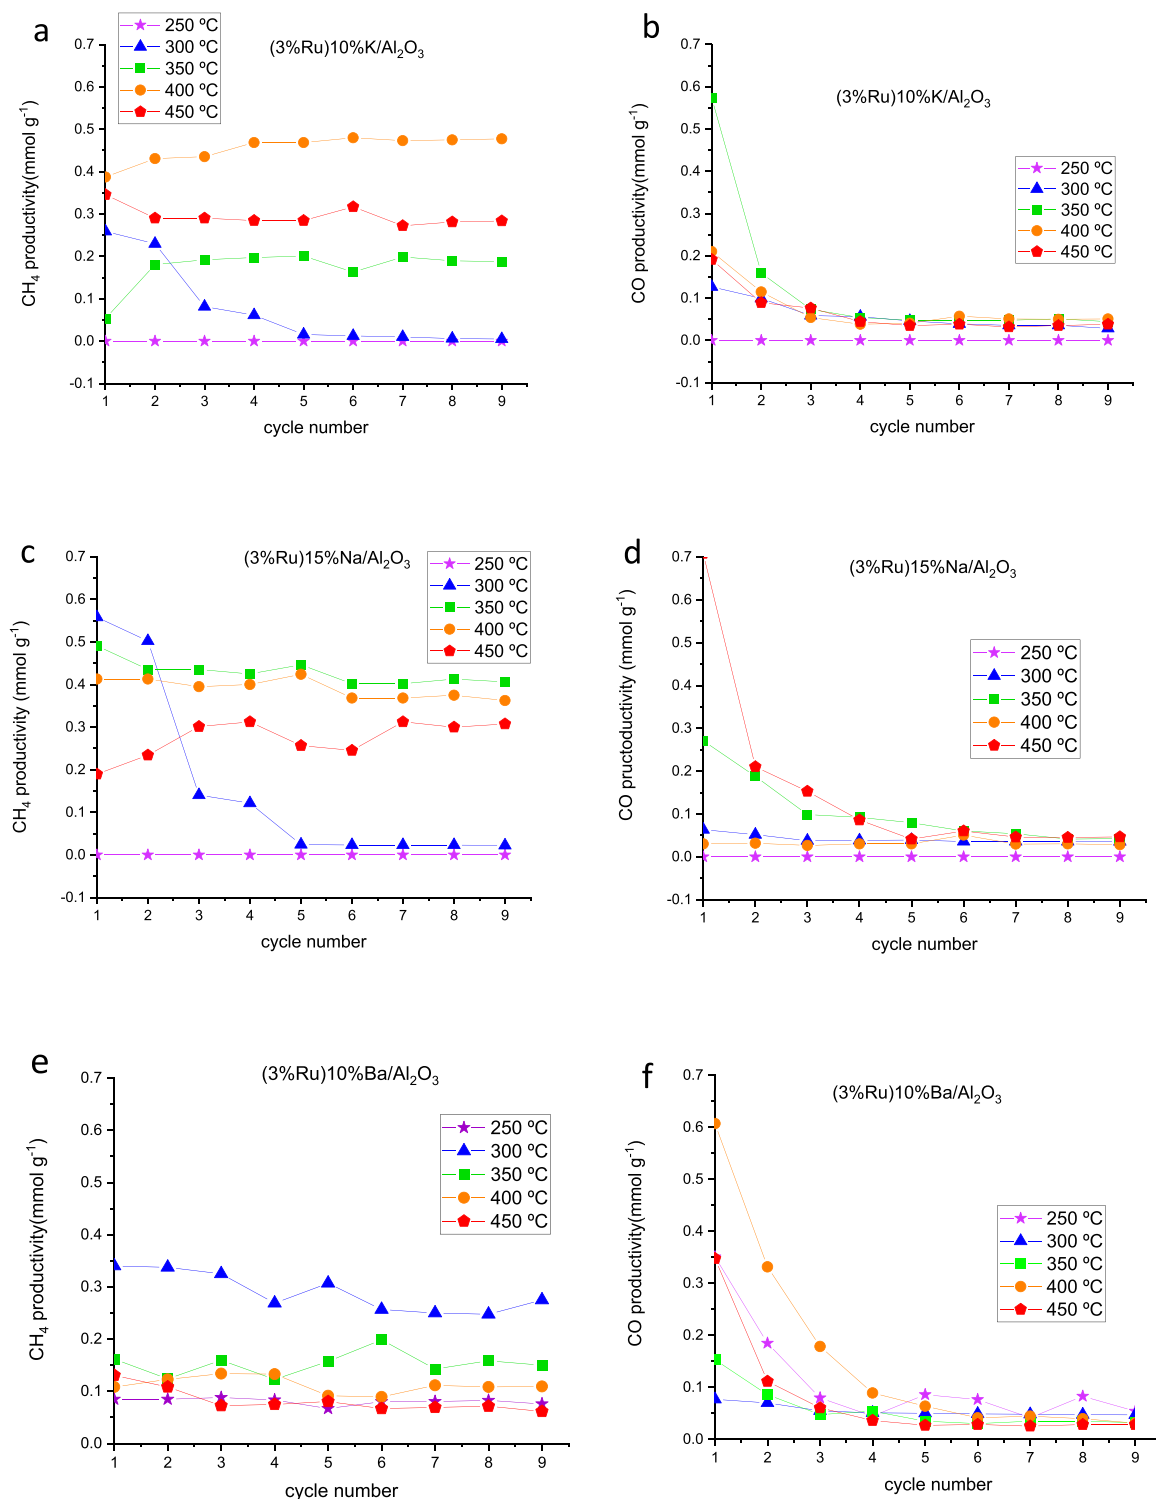 a
(3%Ru)10%K/Al2O3
250 ºC
300 ºC
350 ºC
400 ºC
450 ºC
CH4 productivity(mmol g-1)
0.7
0.6
0.5
0.4
0.3
0.2
0.1
0.0
-0.1
1 2 3 4 5 6 7 8 9
cycle number
b
(3%Ru)10%K/Al2O3
250 ºC
300 ºC
350 ºC
400 ºC
450 ºC
CO productivity(mmol g-1)
0.7
0.6
0.5
0.4
0.3
0.2
0.1
0.0
-0.1
1 2 3 4 5 6 7 8 9
cycle number
c
(3%Ru)15%Na/Al2O3
250 ºC
300 ºC
350 ºC
400 ºC
450 ºC
CH4 productivity (mmol g-1)
0.7
0.6
0.5
0.4
0.3
0.2
0.1
0.0
-0.1
1 2 3 4 5 6 7 8 9
cycle number
d
(3%Ru)15%Na/Al2O3
250 ºC
300 ºC
350 ºC
400 ºC
450 ºC
CO pructoductivity (mmol g-1)
0.7
0.6
0.5
0.4
0.3
0.2
0.1
0.0
-0.1
1 2 3 4 5 6 7 8 9
cycle number
e
(3%Ru)10%Ba/Al2O3
250 ºC
300 ºC
350 ºC
400 ºC
450 ºC
CH4 productivity(mmol g-1)
0.7
0.6
0.5
0.4
0.3
0.2
0.1
0.0
1 2 3 4 5 6 7 8 9
cycle number
f
(3%Ru)10%Ba/Al2O3
250 ºC
300 ºC
350 ºC
400 ºC
450 ºC
CO productivity(mmol g-1)
0.7
0.6
0.5
0.4
0.3
0.2
0.1
0.0
1 2 3 4 5 6 7 8 9
cycle number